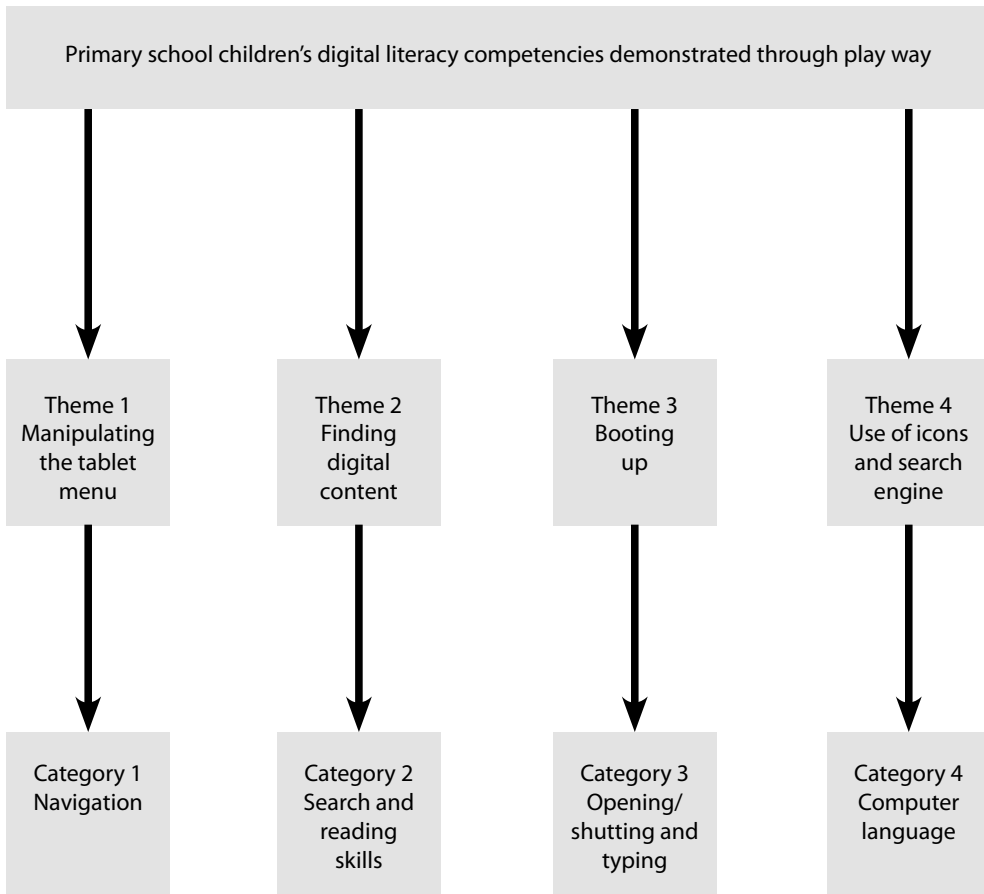 Primary school children’s digital literacy competencies demonstrated through play way
Theme 1
Manipulating
the tablet
menu
Theme 2
Finding
digital
content
Theme 3
Booting
up
Theme 4
Use of icons
and search
engine
Category 1
Navigation
Category 2
Search and
reading
skills
Category 3
Opening/
shutting and
typing
Category 4
Computer
language